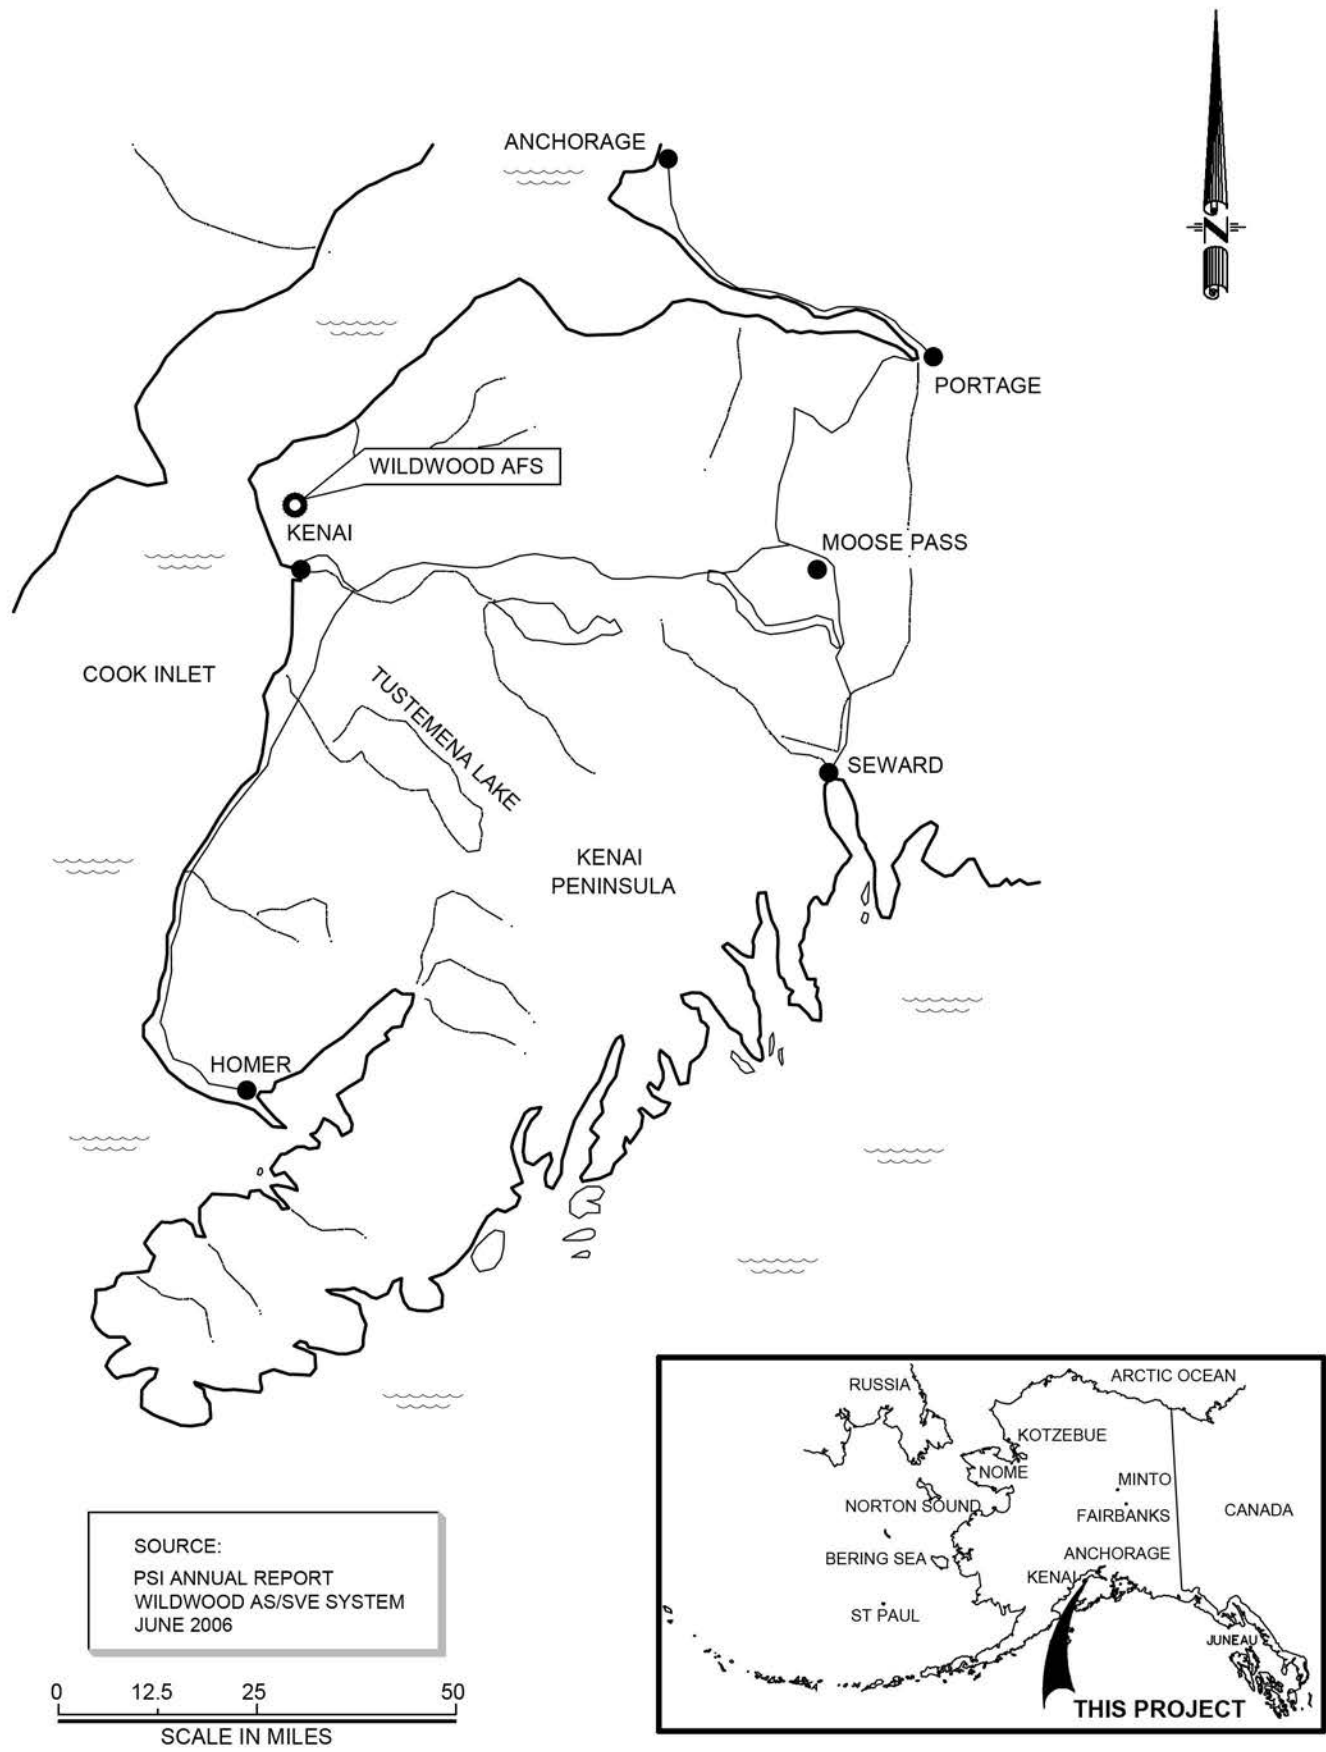 ANCHORAGE
N
PORTAGE
WILDWOOD AFS
KENAI
MOOSE PASS
COOK INLET
TUSTEMENA LAKE
SEWARD
KENAI
PENINSULA
HOMER
RUSSIA
ARCTIC OCEAN
KOTZEBUE
NOME
MINTO
NORTON SOUND
FAIRBANKS
CANADA
BERING SEA
ANCHORAGE
KENAI
ST PAUL
JUNEAU
THIS PROJECT
SOURCE:
PSI ANNUAL REPORT
WILDWOOD AS/SVE SYSTEM
JUNE 2006
0 12.5 25 50
SCALE IN MILES